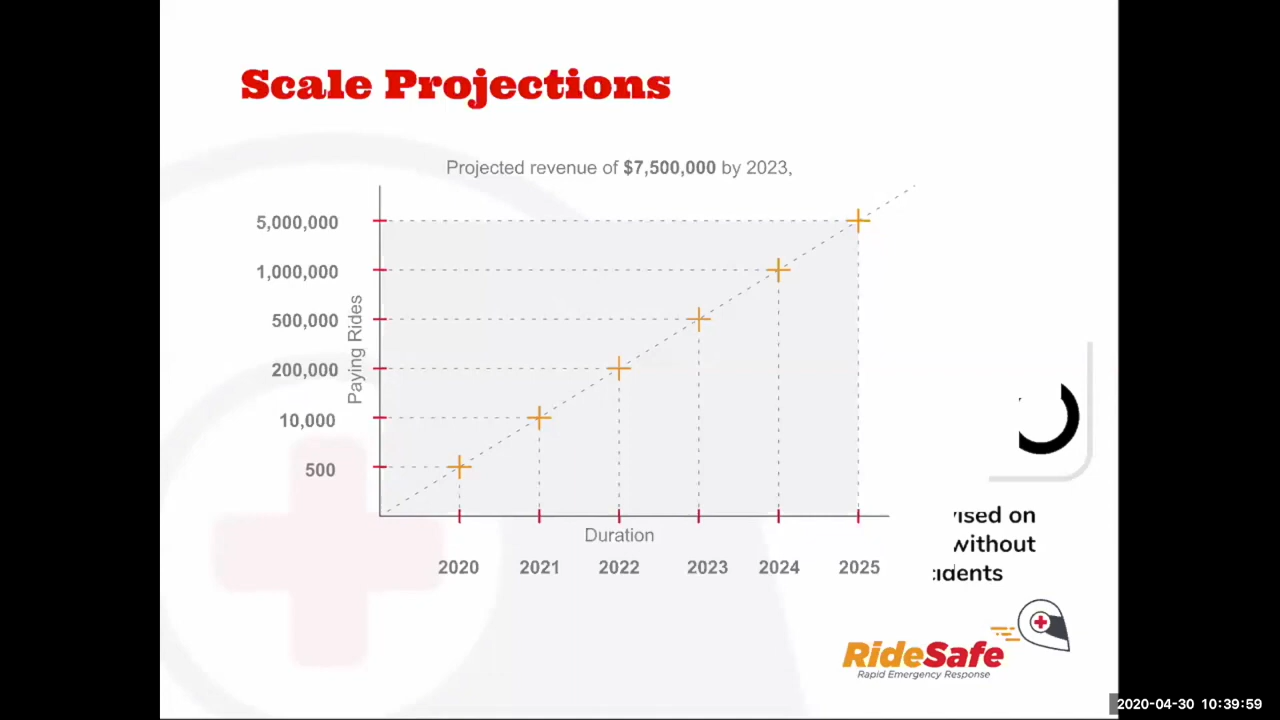 Scale Projections
Projected revenue of $7,500,000 by 2023,
5,000,000
1,000,000
500,000
200,000
10,000
500
Paying Rides
Duration
2020 2021 2022 2023 2024 2025
on
without
RideSafe
Rapid Emergency Response
2020-04-30 10:39:59